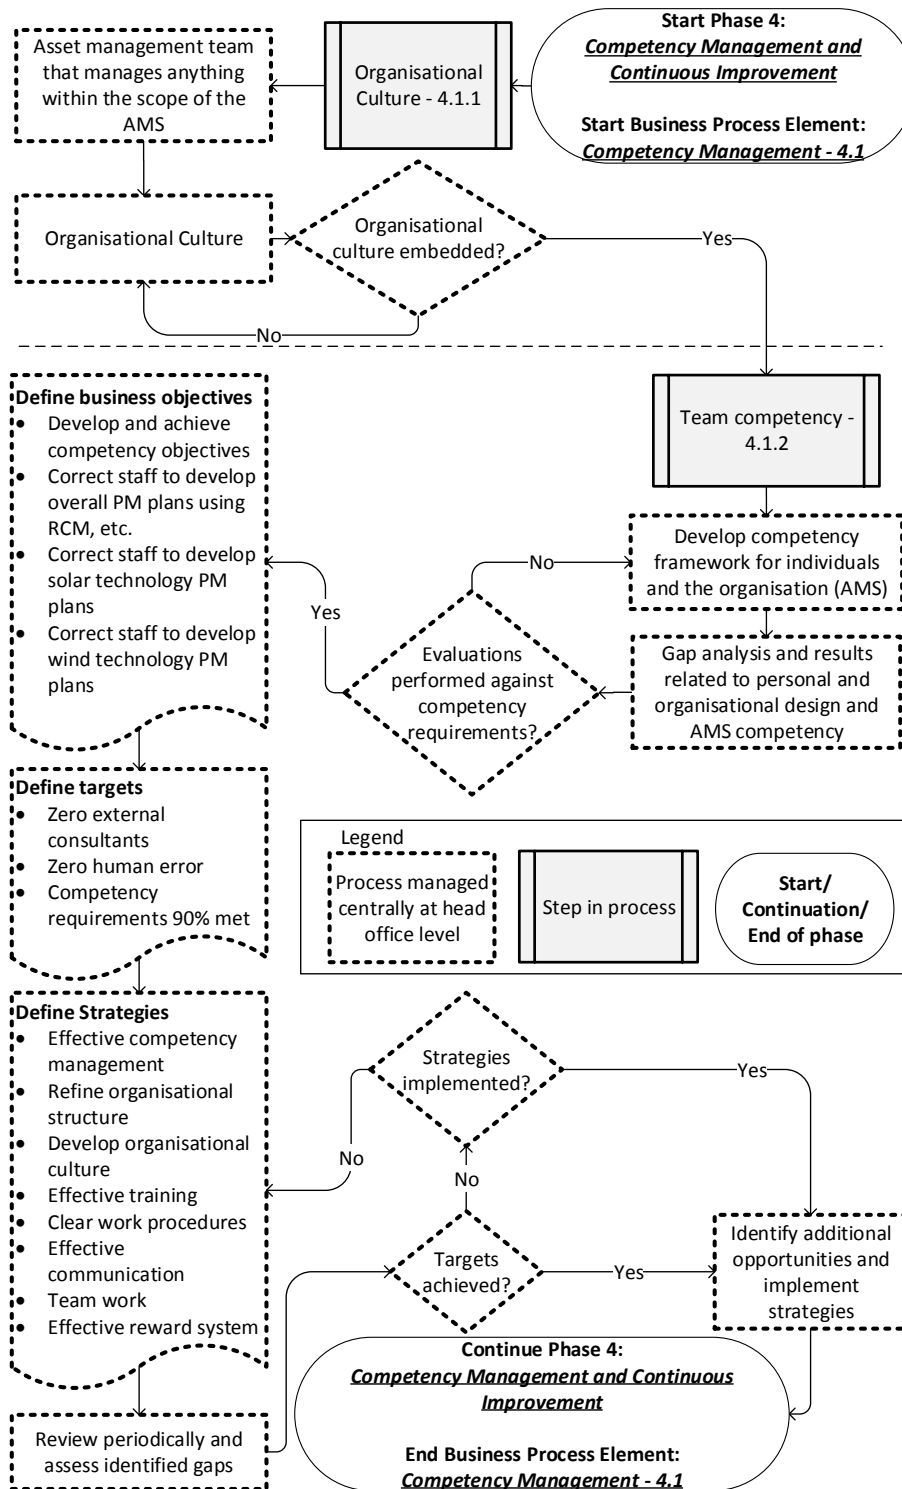 Start Phase 4:
Competency Management and
Continuous Improvement
Start Business Process Element:
Competency Management - 4.1
Organisational
Culture - 4.1.1
Asset management team
that manages anything
within the scope of the
AMS
Organisational Culture
Organisational
culture embedded?
Yes
No
Team competency -
4.1.2
Develop competency
framework for individuals
and the organisation (AMS)
Gap analysis and results
related to personal and
organisational design and
AMS competency
Evaluations
performed against
competency
requirements?
No
Yes
Define business objectives
• Develop and achieve
competency objectives
• Correct staff to develop
overall PM plans using
RCM, etc.
• Correct staff to develop
solar technology PM
plans
• Correct staff to develop
wind technology PM
plans
Define targets
• Zero external
consultants
• Zero human error
• Competency
requirements 90% met
Legend
Process managed
centrally at head
office level
Step in process
Start/
Continuation/
End of phase
Define Strategies
• Effective competency
management
• Refine organisational
structure
• Develop organisational
culture
• Effective training
• Clear work procedures
• Effective
communication
• Team work
• Effective reward system
Review periodically and
assess identified gaps
Targets
achieved?
No
Yes
Strategies
implemented?
No
Yes
Identify additional
opportunities and
implement
strategies
Continue Phase 4:
Competency Management and Continuous
Improvement
End Business Process Element:
Competency Management - 4.1